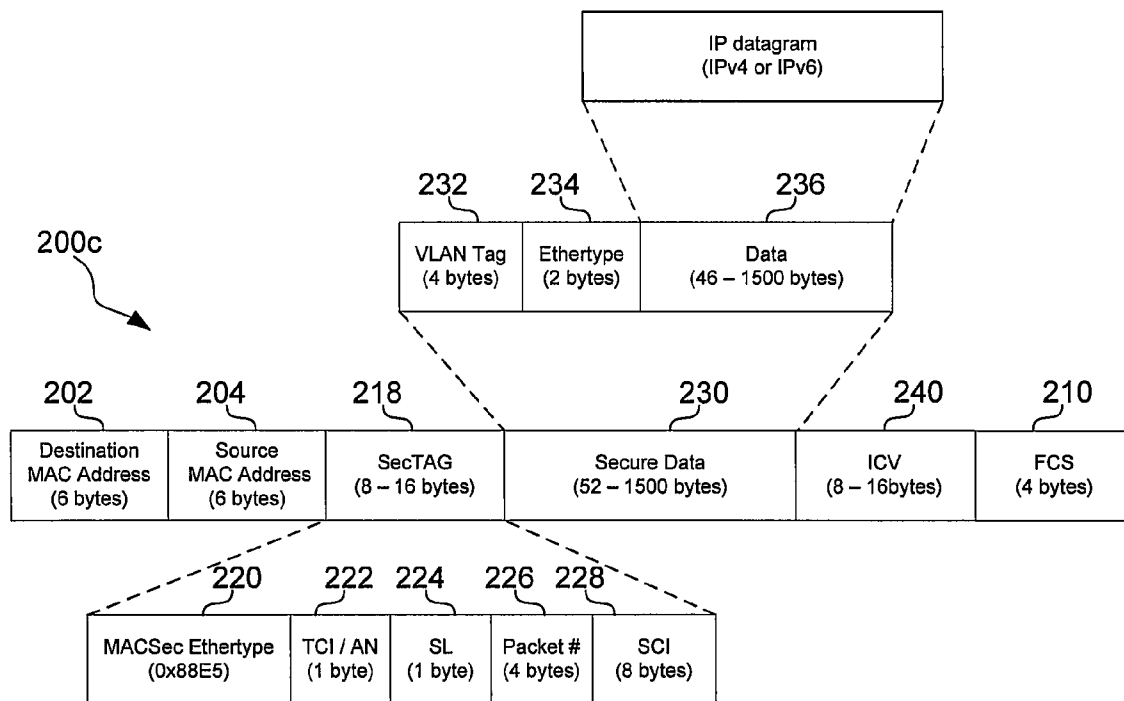 IP datagram
(IPv4 or IPv6)
232
234
236
VLAN Tag
(4 bytes)
Ethertype
(2 bytes)
Data
(46 – 1500 bytes)
200c
202
204
218
230
240
210
Destination
MAC Address
(6 bytes)
Source
MAC Address
(6 bytes)
SecTAG
(8 – 16 bytes)
Secure Data
(52 – 1500 bytes)
ICV
(8 – 16bytes)
FCS
(4 bytes)
220
222
224
226
228
MACSec Ethertype
(0x88E5)
TCI / AN
(1 byte)
SL
(1 byte)
Packet #
(4 bytes)
SCI
(8 bytes)